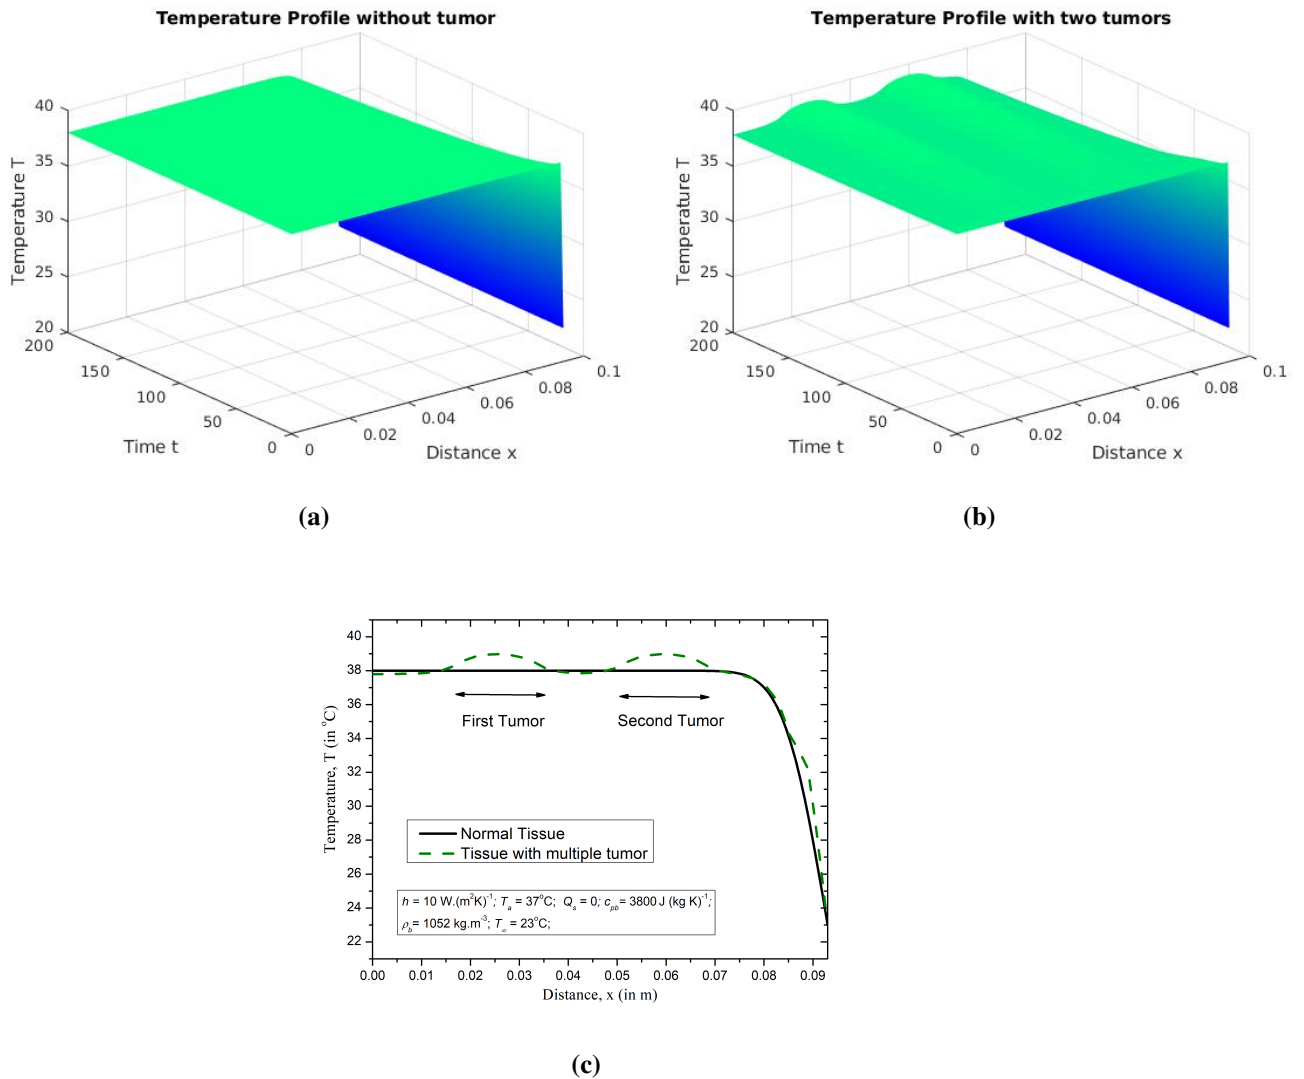 Temperature Profile without tumor
40
35
30
25
20
Temperature T
200
150
100
50
0
Time t
0
0.02
0.04
0.06
0.08
0.1
Distance x
(a)
Temperature Profile with two tumors
40
35
30
25
20
Temperature T
200
150
100
50
0
Time t
0
0.02
0.04
0.06
0.08
0.1
Distance x
(b)
40
38
36
34
32
30
28
26
24
22
Temperature, T (in °C)
First Tumor
Second Tumor
Normal Tissue
Tissue with multiple tumor
h = 10 W.(m²K)⁻¹; Tₐ = 37°C; Qₛ = 0; c_pb = 3800 J (kg K)⁻¹;
ρ_b = 1052 kg.m⁻³; T_∞ = 23°C;
0.00
0.01
0.02
0.03
0.04
0.05
0.06
0.07
0.08
0.09
Distance, x (in m)
(c)